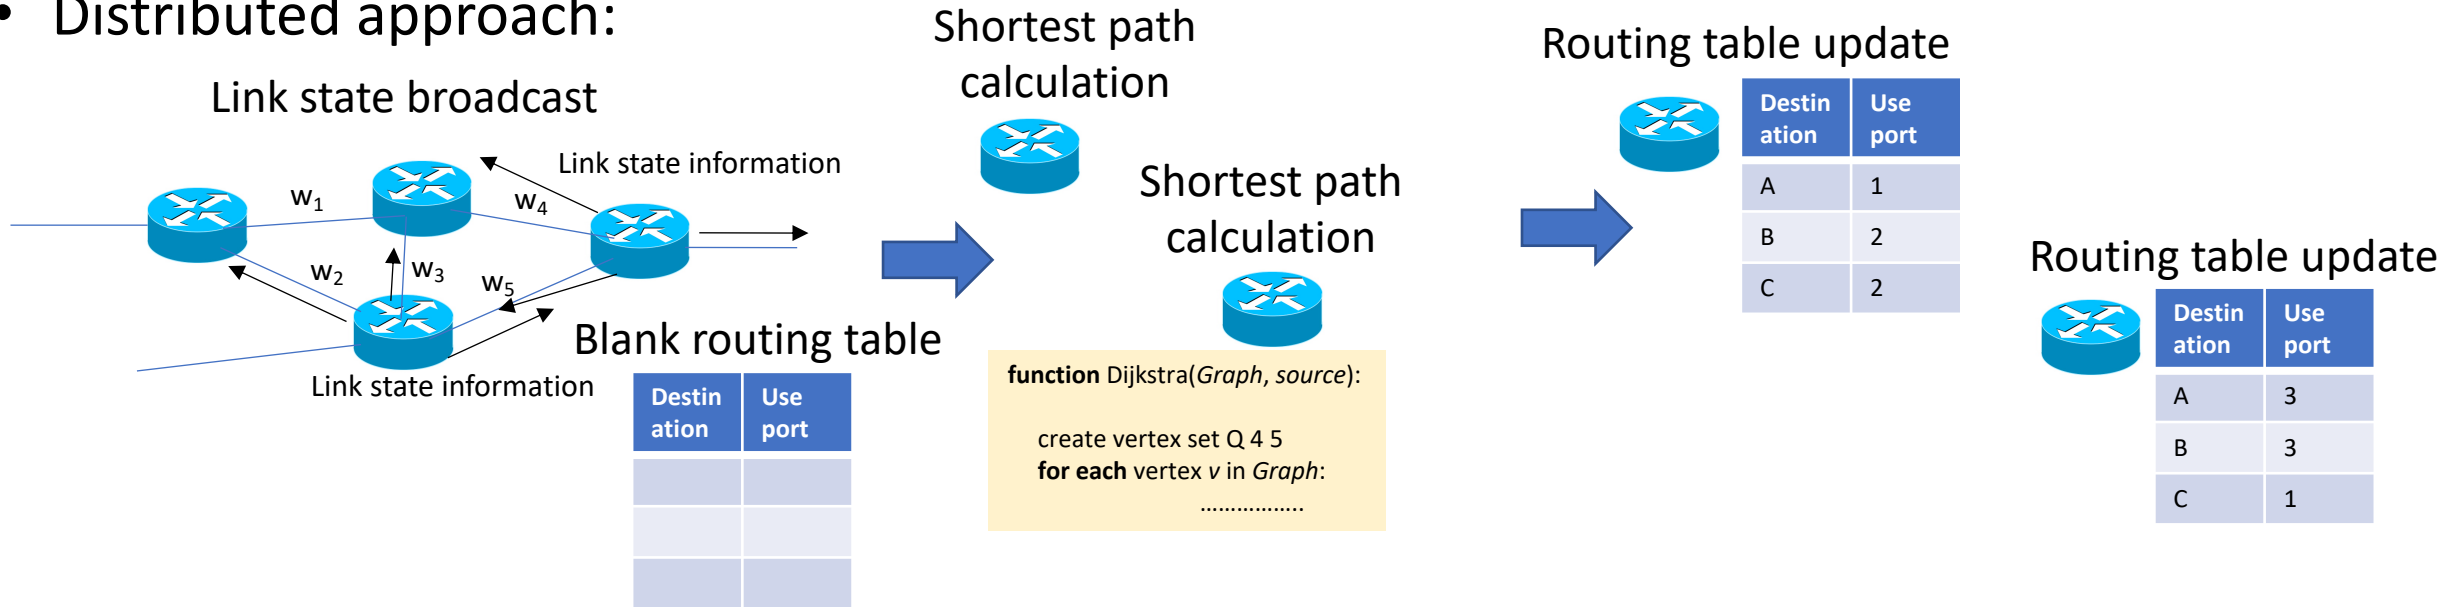 • Distributed approach:
Link state broadcast
Link state information
w₁
w₄
w₂
w₃
w₅
Link state information
Blank routing table
Destin
ation
Use
port
Shortest path
calculation
Shortest path
calculation
function Dijkstra(Graph, source):
create vertex set Q 4 5
for each vertex v in Graph:
……………..
Routing table update
Destin
ation
Use
port
A 1
B 2
C 2
Routing table update
Destin
ation
Use
port
A 3
B 3
C 1